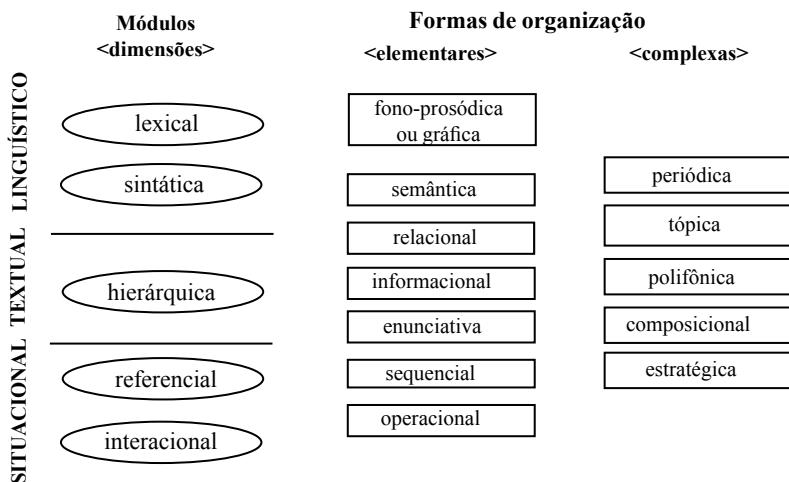 Módulos
<dimensões>
Formas de organização
<elementares>
<complexas>
LINGUÍSTICO
TEXTUAL
SITUACIONAL
lexical
sintática
hierárquica
referencial
interacional
fono-prosódica
ou gráfica
semântica
relacional
informacional
enunciativa
sequencial
operacional
periódica
tópica
polifônica
composicional
estratégica